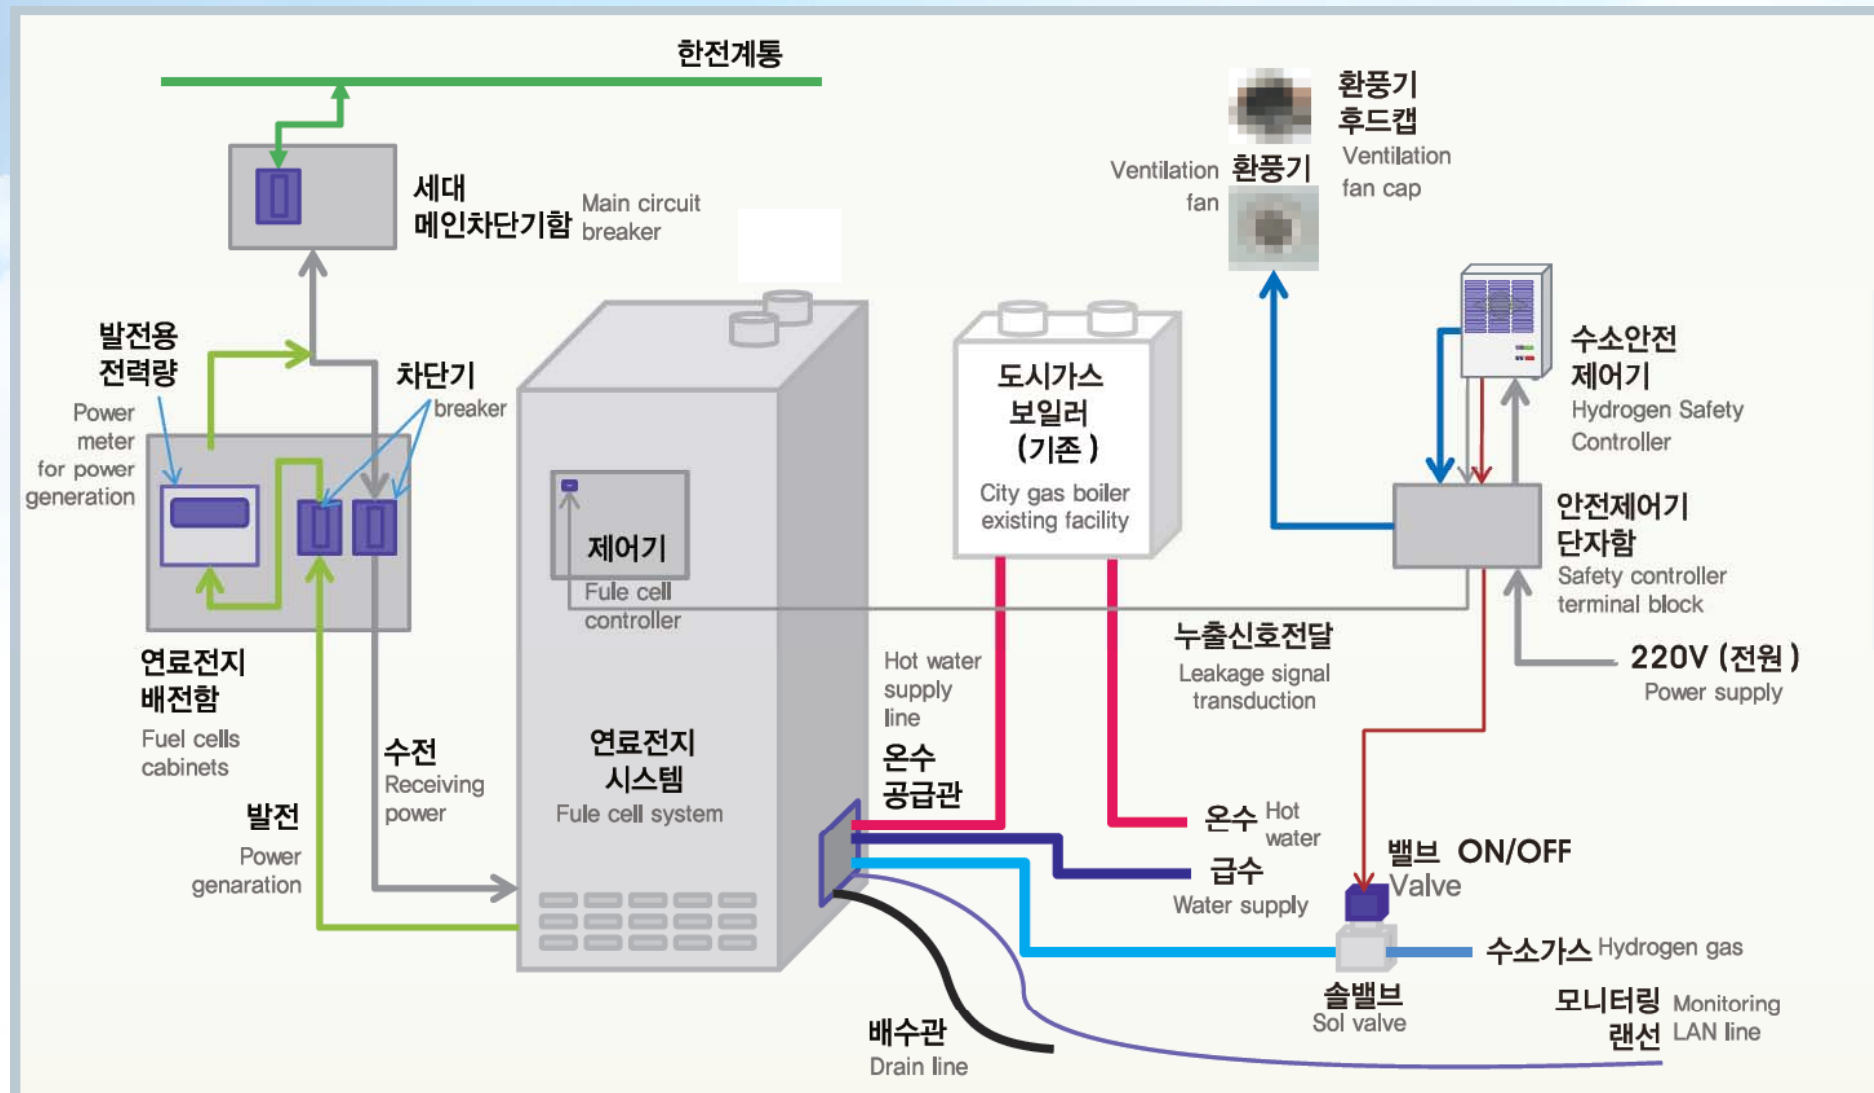 한전계통
세대
메인차단기함
Main circuit
breaker
환풍기
후드캡
Ventilation
fan cap
Ventilation
fan
환풍기
발전용
전력량
Power
meter
for power
generation
차단기
breaker
연료전지
배전함
Fuel cells
cabinets
수전
Receiving
power
발전
Power
genaration
제어기
Fule cell
controller
연료전지
시스템
Fule cell system
도시가스
보일러
(기존)
City gas boiler
existing facility
Hot water
supply
line
온수
공급관
수소안전
제어기
Hydrogen Safety
Controller
안전제어기
단자함
Safety controller
terminal block
누출신호전달
Leakage signal
transduction
220V (전원)
Power supply
온수 Hot
water
급수
Water supply
밸브 ON/OFF
Valve
수소가스 Hydrogen gas
솔밸브
Sol valve
모니터링
랜선
Monitoring
LAN line
배수관
Drain line